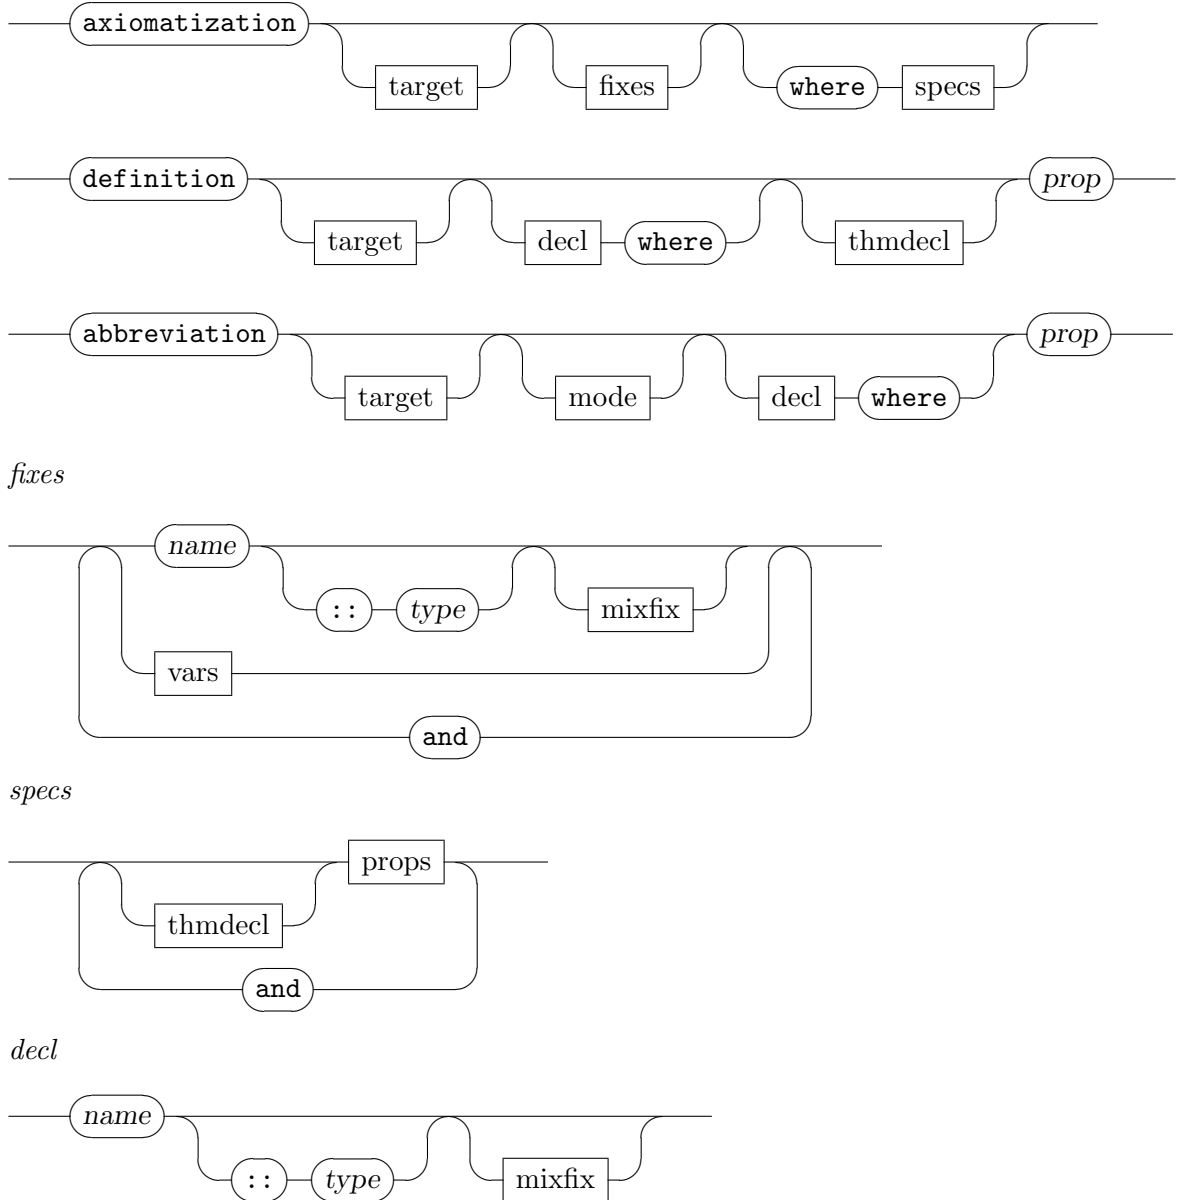 axiomatization
target fixes where specs
definition prop
target decl where thmdecl
abbreviation prop
target mode decl where
fixes
name
:: type mixfix
vars
and
specs
props
thmdecl
and
decl
name
:: type mixfix